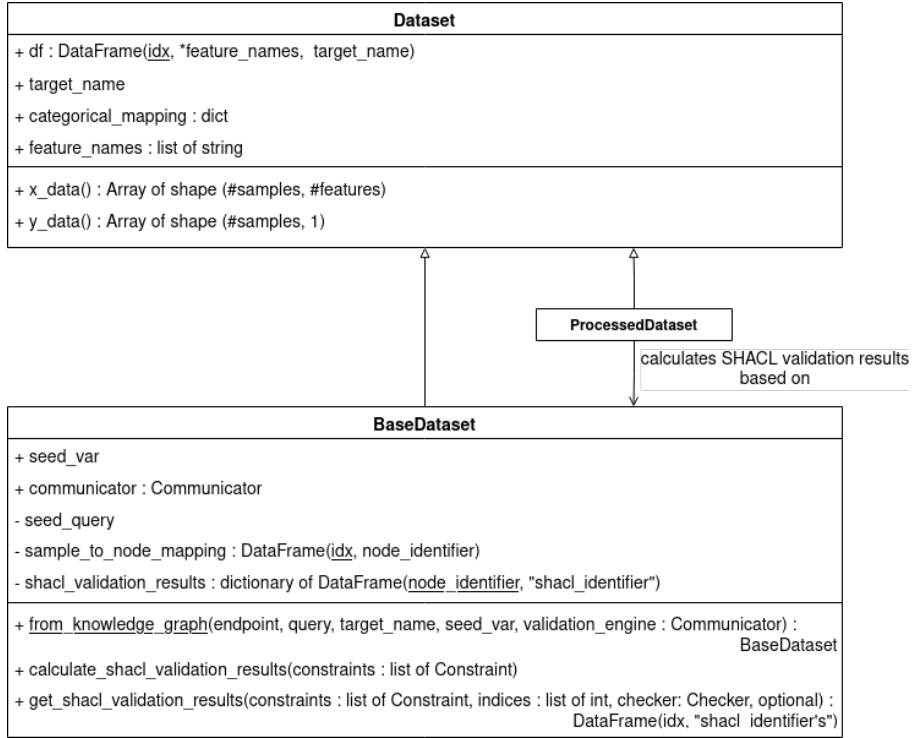 Dataset
+ df : DataFrame(idx, *feature_names, target_name)
+ target_name
+ categorical_mapping : dict
+ feature_names : list of string
+ x_data() : Array of shape (#samples, #features)
+ y_data() : Array of shape (#samples, 1)
ProcessedDataset
calculates SHACL validation results
based on
BaseDataset
+ seed_var
+ communicator : Communicator
- seed_query
- sample_to_node_mapping : DataFrame(idx, node_identifier)
- shacl_validation_results : dictionary of DataFrame(node_identifier, "shacl_identifier")
+ from_knowledge_graph(endpoint, query, target_name, seed_var, validation_engine : Communicator) :
BaseDataset
+ calculate_shacl_validation_results(constraints : list of Constraint)
+ get_shacl_validation_results(constraints : list of Constraint, indices : list of int, checker: Checker, optional) :
DataFrame(idx, "shacl_identifier's")